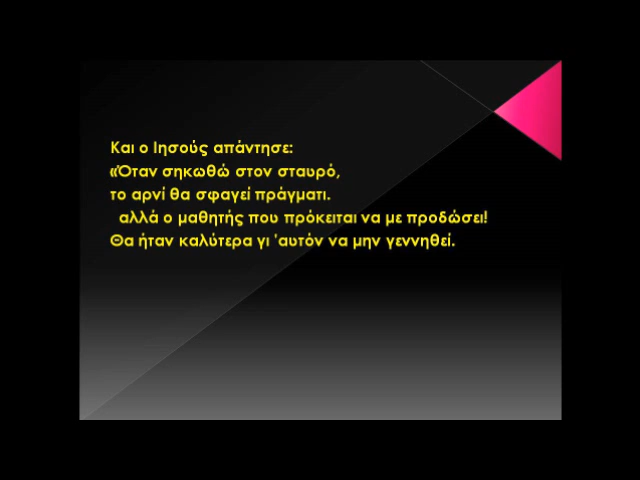 Και ο Ιησούς απάντησε:
«Όταν σηκωθώ στον σταυρό,
το αρνί θα σφαγεί πράγματι.
αλλά ο μαθητής που πρόκειται να με προδώσει!
Θα ήταν καλύτερα γι 'αυτόν να μην γεννηθεί.